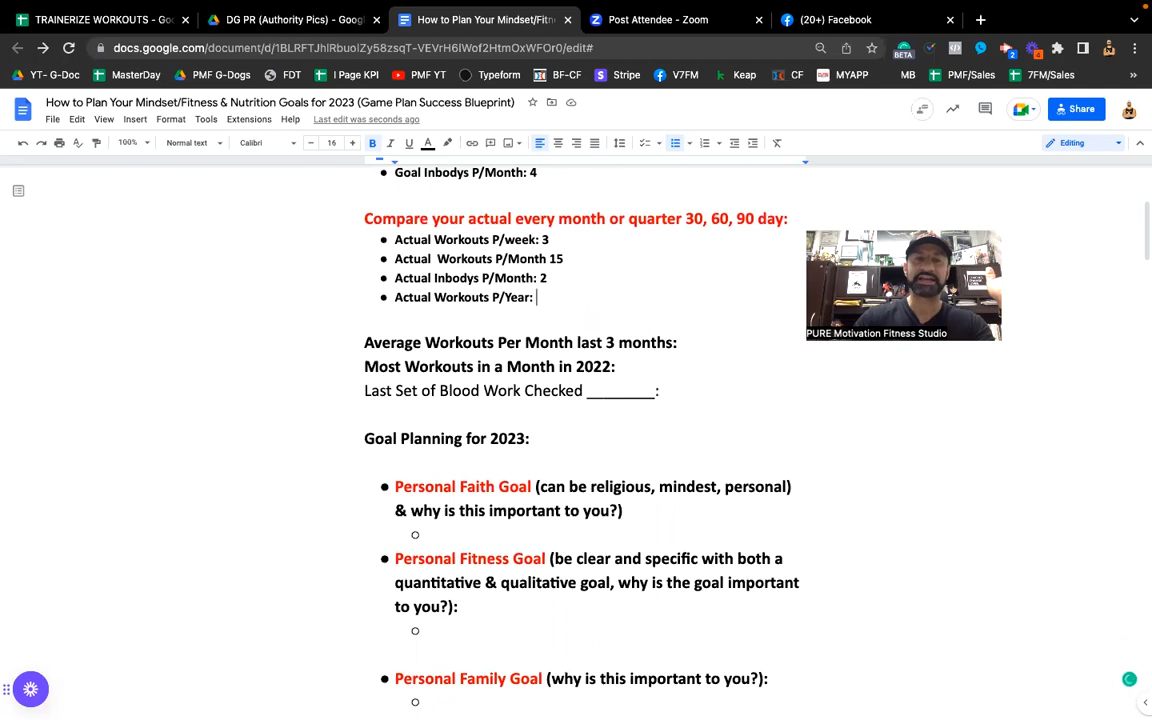 TRAINERIZE WORKOUTS - Go
DG PR (Authority Pics) - Googl
How to Plan Your Mindset/Fitn
Post Attendee - Zoom
(20+) Facebook
docs.google.com/document/d/1BLRFTJhlRbuolZy58zsqT-VEVrH6lWof2HtmOxWFOr0/edit#
BETA
2
4
YT- G-Doc
MasterDay
PMF G-Dogs
FDT
I Page KPI
PMF YT
Typeform
BF-CF
Stripe
V7FM
Keap
CF
MYAPP
MB
PMF/Sales
7FM/Sales
How to Plan Your Mindset/Fitness & Nutrition Goals for 2023 (Game Plan Success Blueprint)
File Edit View Insert Format Tools Extensions Help Last edit was seconds ago
Share
100% Normal text Calibri 16
Editing
Goal Inbodys P/Month: 4
Compare your actual every month or quarter 30, 60, 90 day:
Actual Workouts P/week: 3
Actual  Workouts P/Month 15
Actual Inbodys P/Month: 2
Actual Workouts P/Year:
PURE Motivation Fitness Studio
Average Workouts Per Month last 3 months:
Most Workouts in a Month in 2022:
Last Set of Blood Work Checked ________:
Goal Planning for 2023:
Personal Faith Goal (can be religious, mindest, personal)
& why is this important to you?)
Personal Fitness Goal (be clear and specific with both a
quantitative & qualitative goal, why is the goal important
to you?):
Personal Family Goal (why is this important to you?):